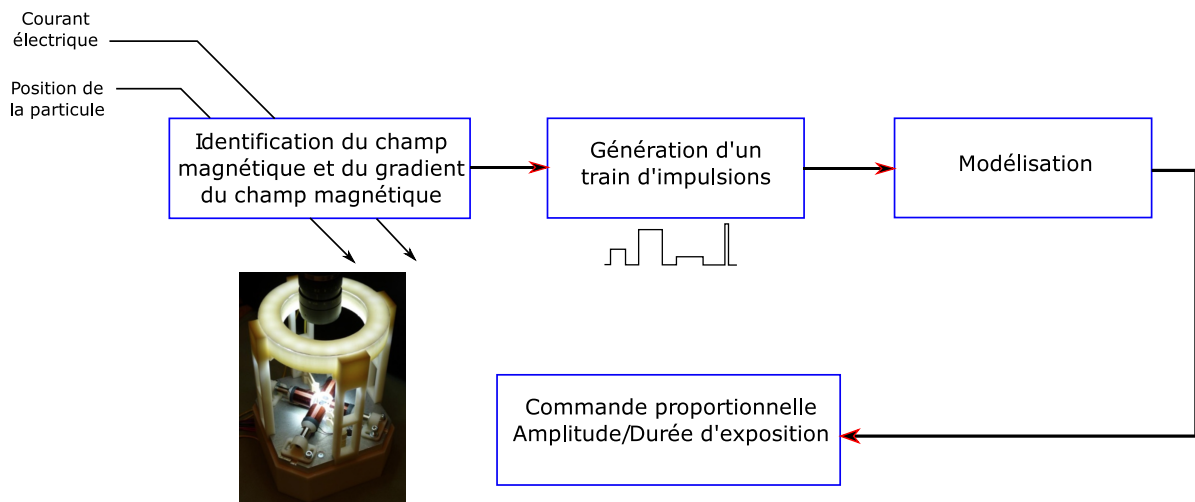 Courant
électrique
Position de
la particule
Identification du champ
magnétique et du gradient
du champ magnétique
Génération d'un
train d'impulsions
Modélisation
Commande proportionnelle
Amplitude/Durée d'exposition